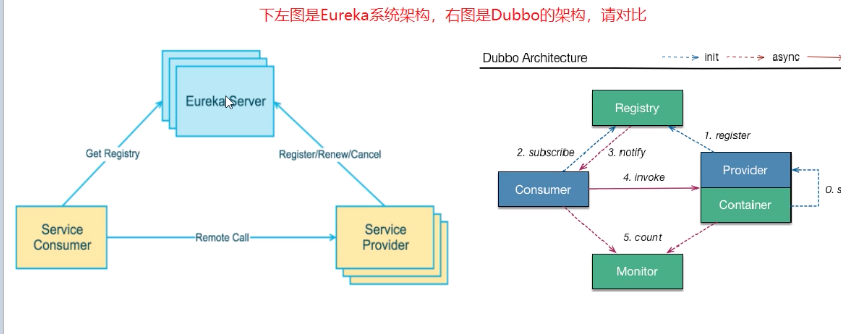 下左图是Eureka系统架构，右图是Dubbo的架构，请对比
Eureka Server
Get Registry
Register/Renew/Cancel
Service
Consumer
Remote Call
Service
Provider
Dubbo Architecture
init
async
Registry
1. register
2. subscribe
3. notify
Provider
4. invoke
Consumer
Container
0. s
5. count
Monitor